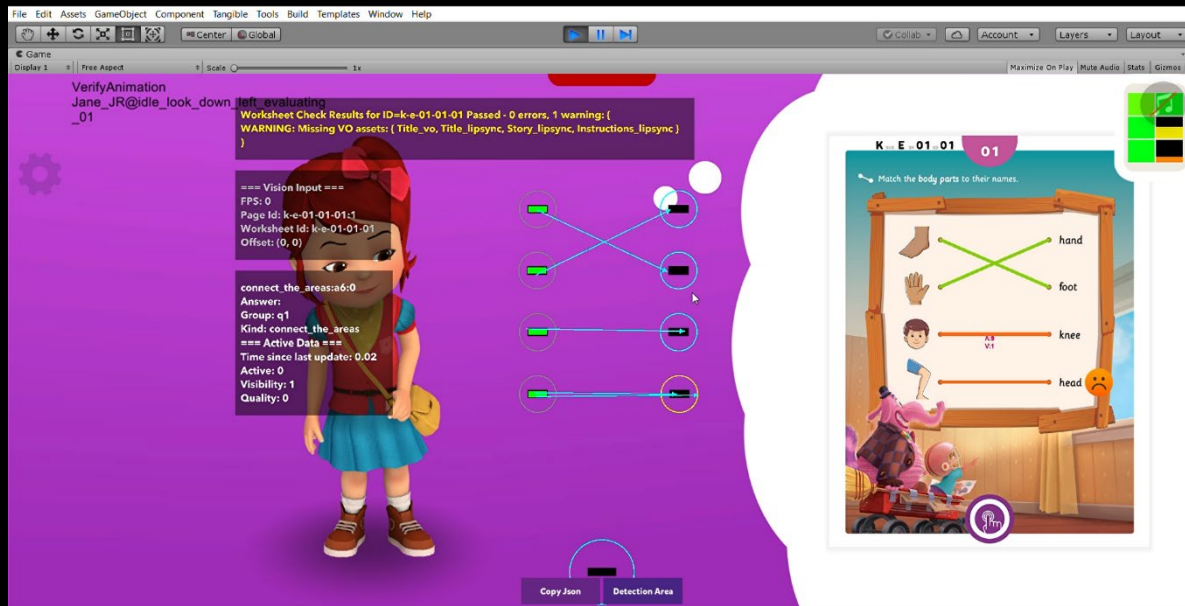 File Edit Assets GameObject Component Tangible Tools Build Templates Window Help
Center Global Collab Account Layers Layout
Game
Display 1 Free Aspect Scale 1x Maximize On Play Mute Audio Stats Gizmos
VerifyAnimation
Jane_JR@idle_look_down_left_evaluating
_01
Worksheet Check Results for ID=k-e-01-01-01 Passed - 0 errors, 1 warning: {
WARNING: Missing VO assets: { Title_vo, Title_lipsync, Story_lipsync, Instructions_lipsync }
}
=== Vision Input ===
FPS: 0
Page Id: k-e-01-01-01:1
Worksheet Id: k-e-01-01-01
Offset: (0, 0)
connect_the_areas:a6:0
Answer:
Group: q1
Kind: connect_the_areas
=== Active Data ===
Time since last update: 0.02
Active: 0
Visibility: 1
Quality: 0
Copy Json Detection Area
K E 01 01
01
Match the body parts to their names.
hand
foot
knee
A:0
V:1
head